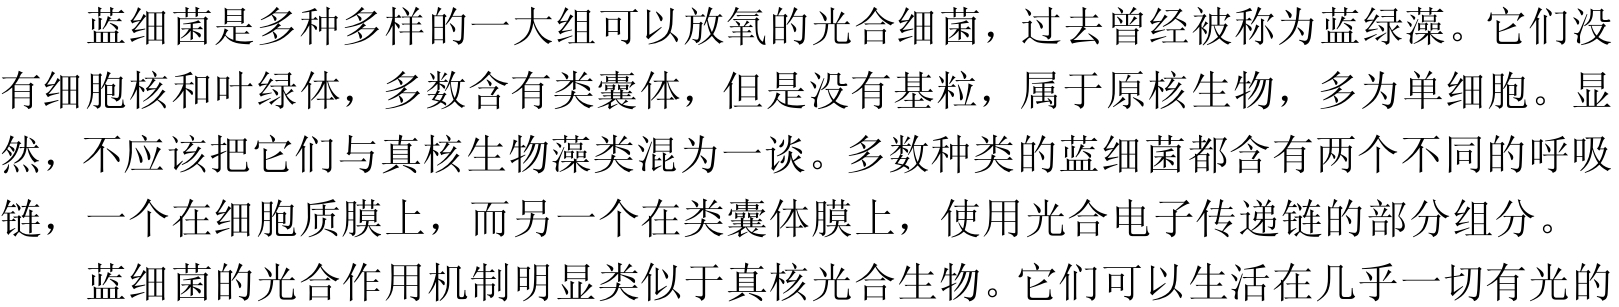 蓝细菌是多种多样的一大组可以放氧的光合细菌，过去曾经被称为蓝绿藻。它们没
有细胞核和叶绿体，多数含有类囊体，但是没有基粒，属于原核生物，多为单细胞。显
然，不应该把它们与真核生物藻类混为一谈。多数种类的蓝细菌都含有两个不同的呼吸
链，一个在细胞质膜上，而另一个在类囊体膜上，使用光合电子传递链的部分组分。
蓝细菌的光合作用机制明显类似于真核光合生物。它们可以生活在几乎一切有光的